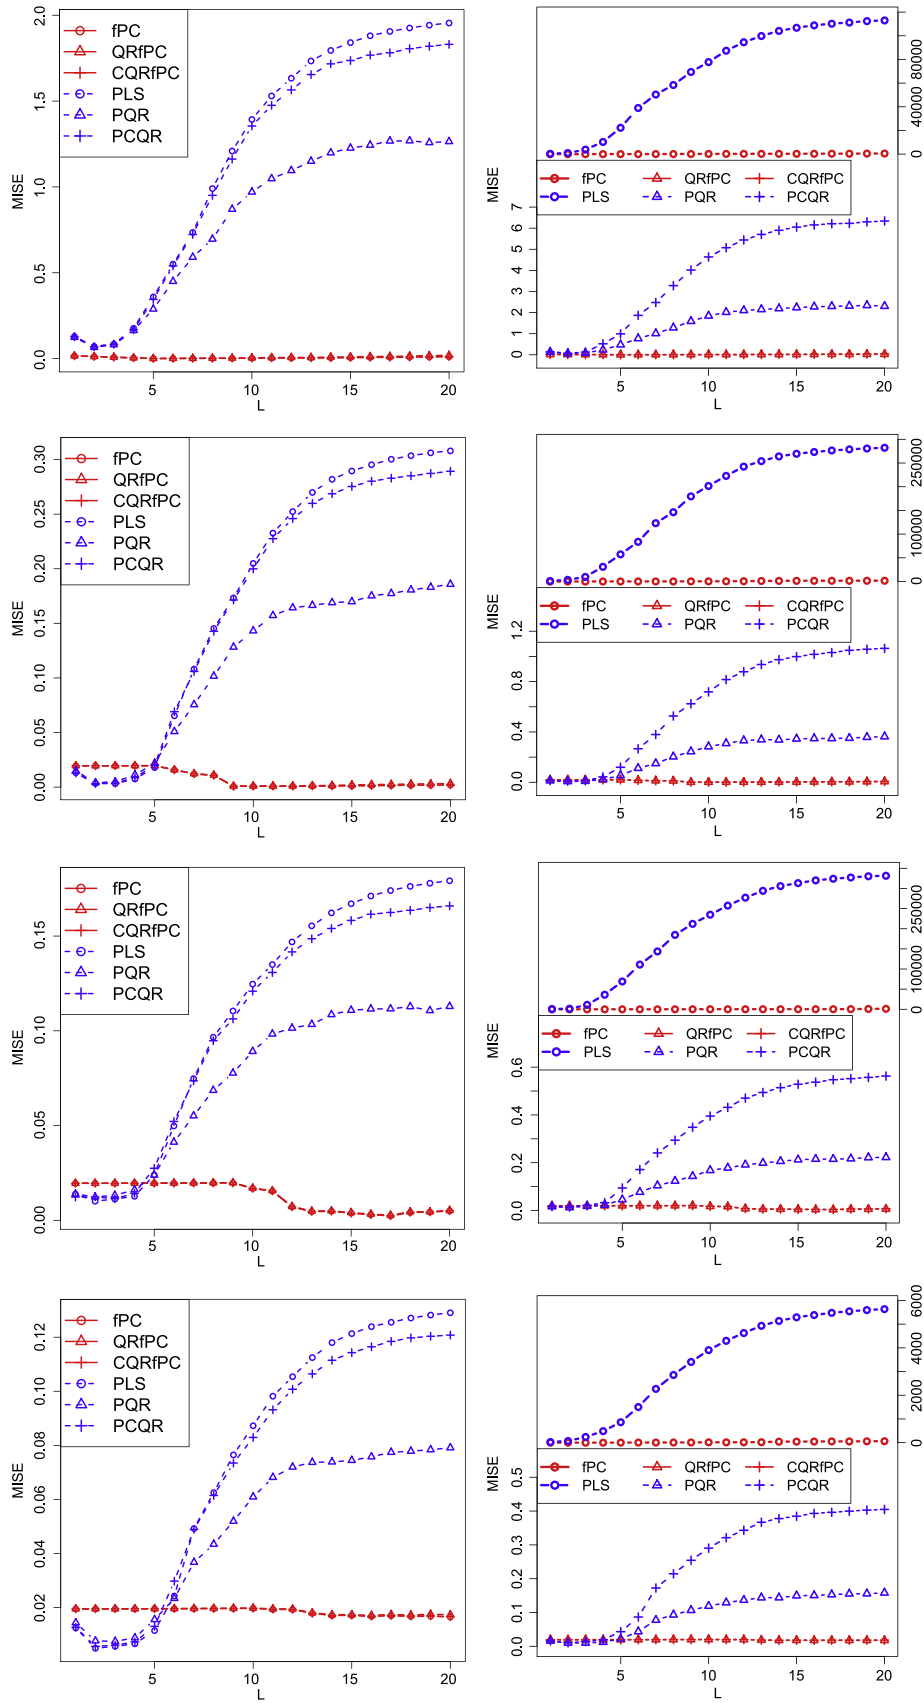 fPC
QRfPC
CQRfPC
PLS
PQR
PCQR
MISE
0.0 0.5 1.0 1.5 2.0
5 10 15 20
L
0 40000 80000
fPC QRfPC CQRfPC
PLS PQR PCQR
MISE
0 1 2 3 4 5 6 7
5 10 15 20
L
fPC
QRfPC
CQRfPC
PLS
PQR
PCQR
MISE
0.00 0.05 0.10 0.15 0.20 0.25 0.30
5 10 15 20
L
0 100000 250000
fPC QRfPC CQRfPC
PLS PQR PCQR
MISE
0.0 0.4 0.8 1.2
5 10 15 20
L
fPC
QRfPC
CQRfPC
PLS
PQR
PCQR
MISE
0.00 0.05 0.10 0.15
5 10 15 20
L
0 100000 250000
fPC QRfPC CQRfPC
PLS PQR PCQR
MISE
0.0 0.2 0.4 0.6
5 10 15 20
L
fPC
QRfPC
CQRfPC
PLS
PQR
PCQR
MISE
0.02 0.04 0.06 0.08 0.10 0.12
5 10 15 20
L
0 2000 4000 6000
fPC QRfPC CQRfPC
PLS PQR PCQR
MISE
0.0 0.1 0.2 0.3 0.4 0.5
5 10 15 20
L